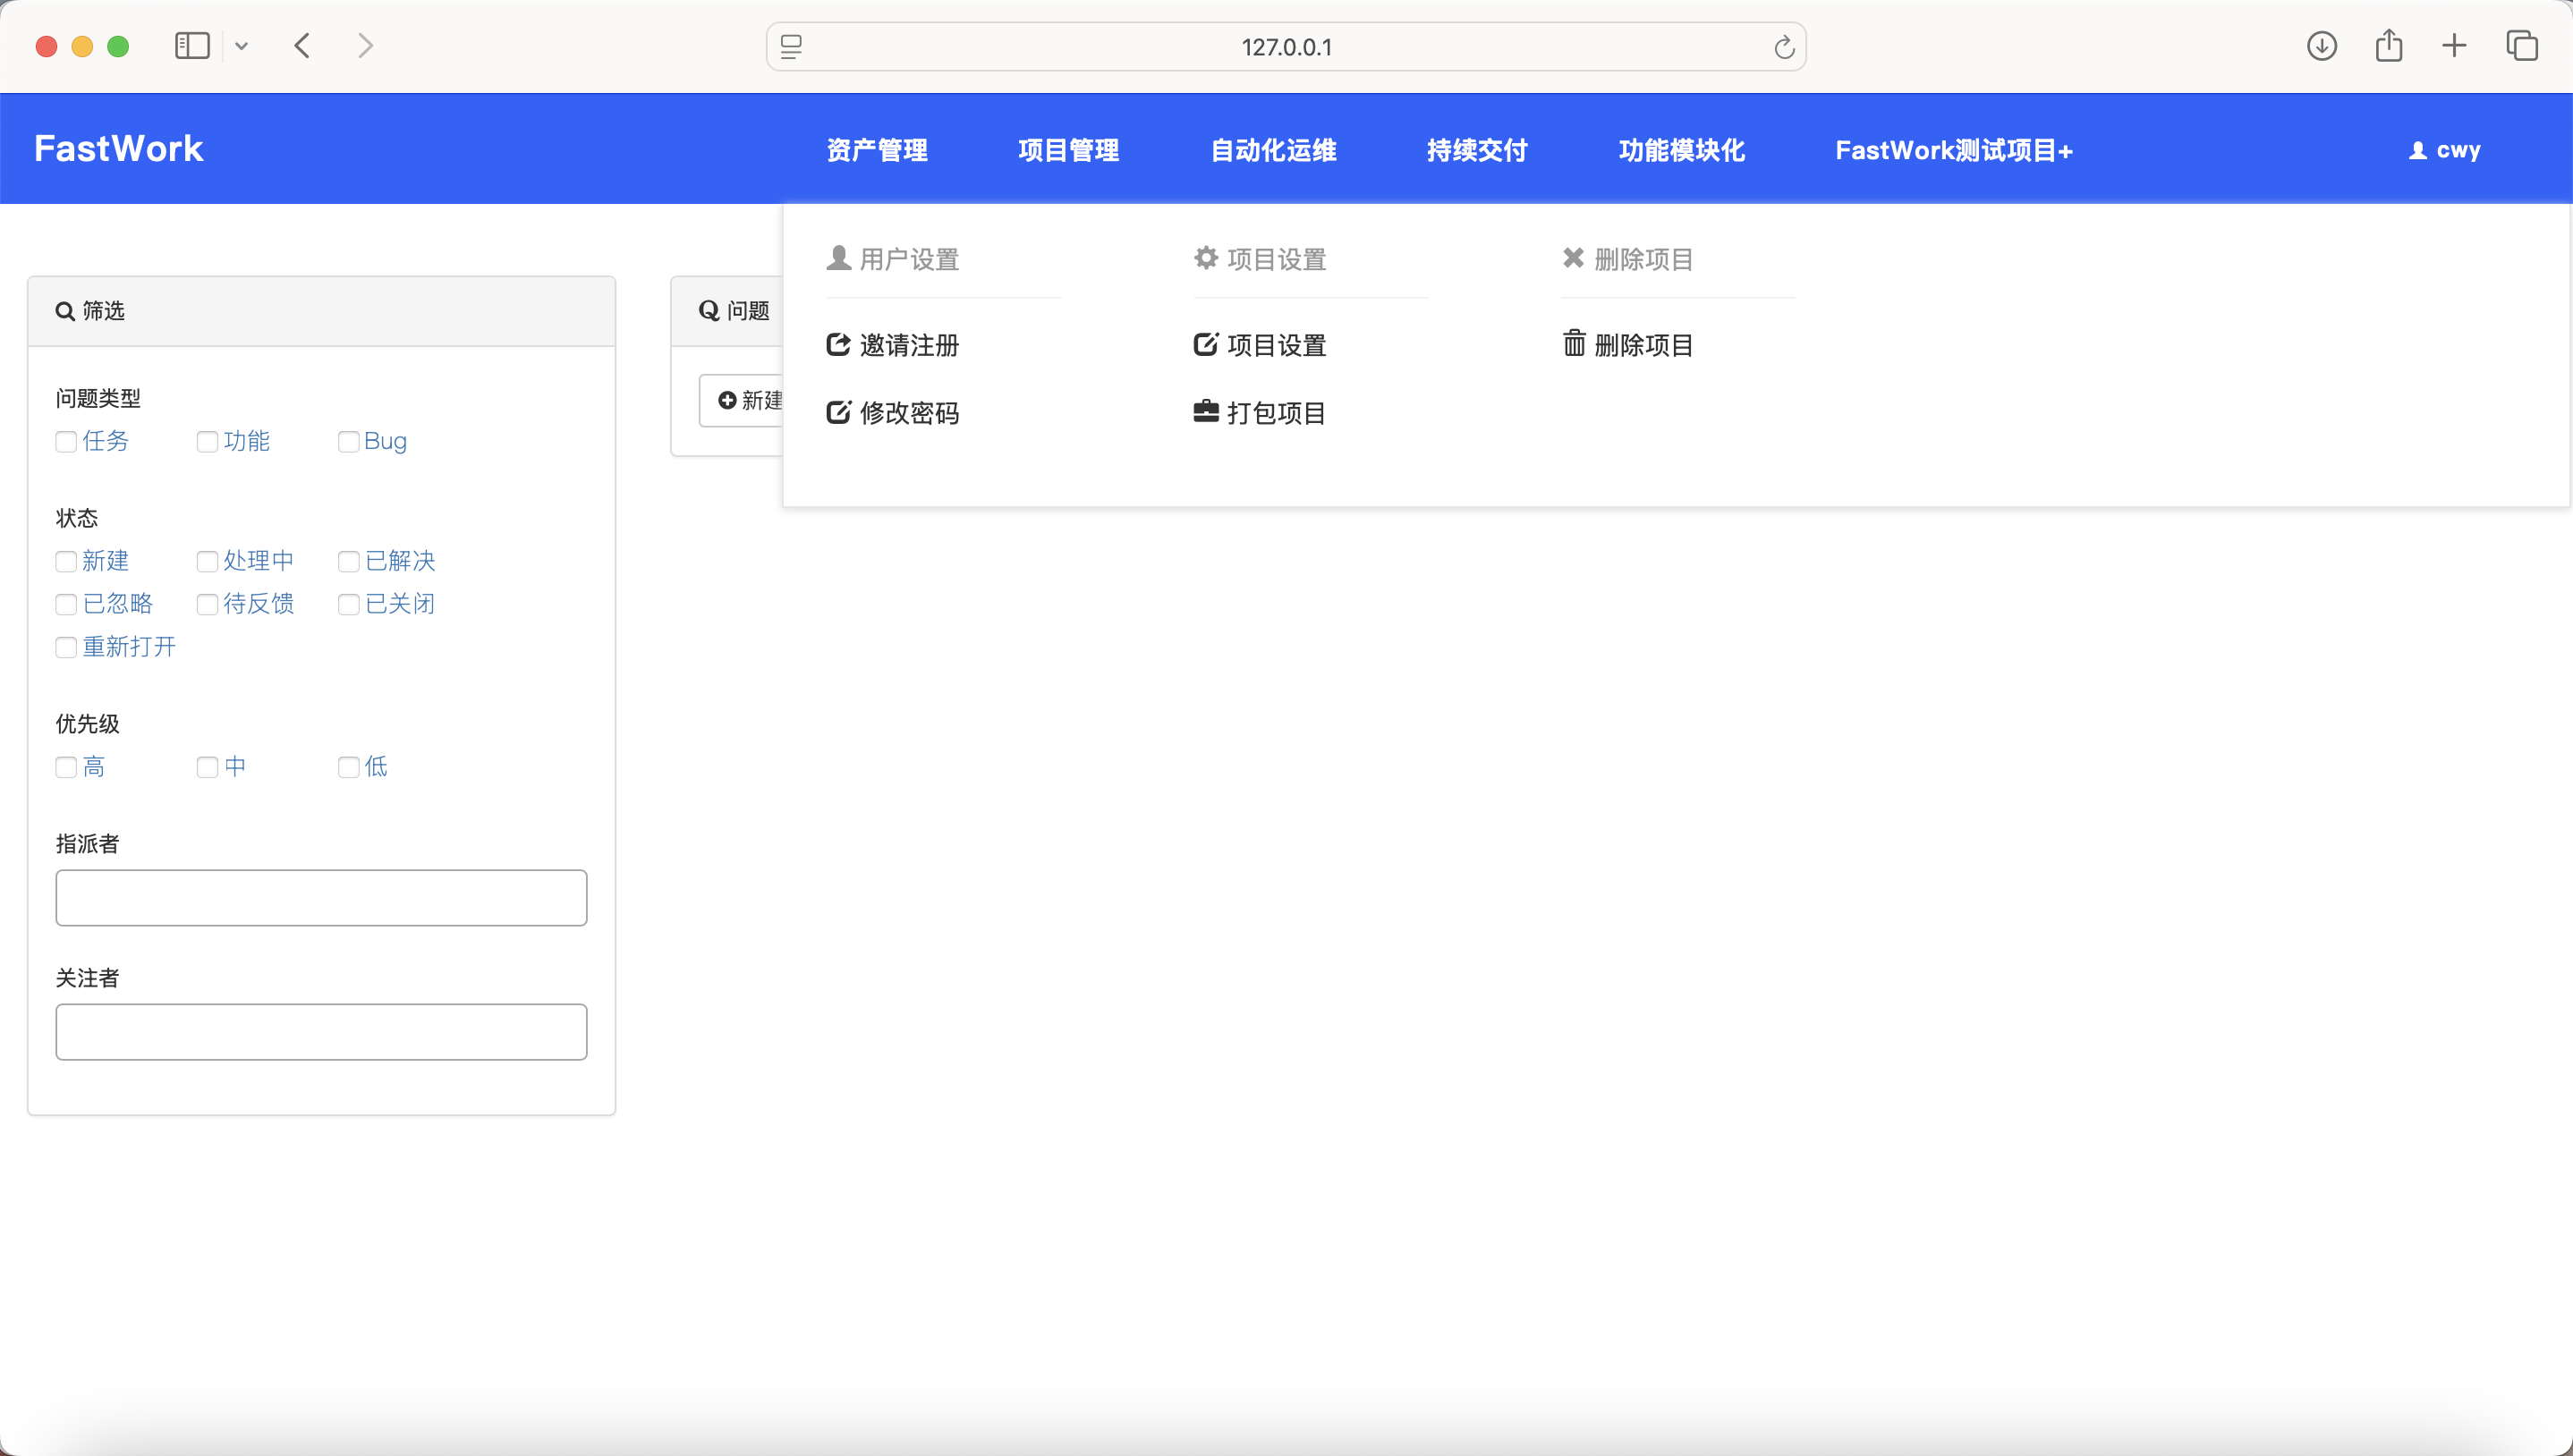 127.0.0.1
FastWork 资产管理 项目管理 自动化运维 持续交付 功能模块化 FastWork测试项目+ cwy
用户设置 项目设置 删除项目
邀请注册 项目设置 删除项目
修改密码 打包项目
筛选
问题类型
任务 功能 Bug
状态
新建 处理中 已解决
已忽略 待反馈 已关闭
重新打开
优先级
高 中 低
指派者
关注者
Q 问题
新建